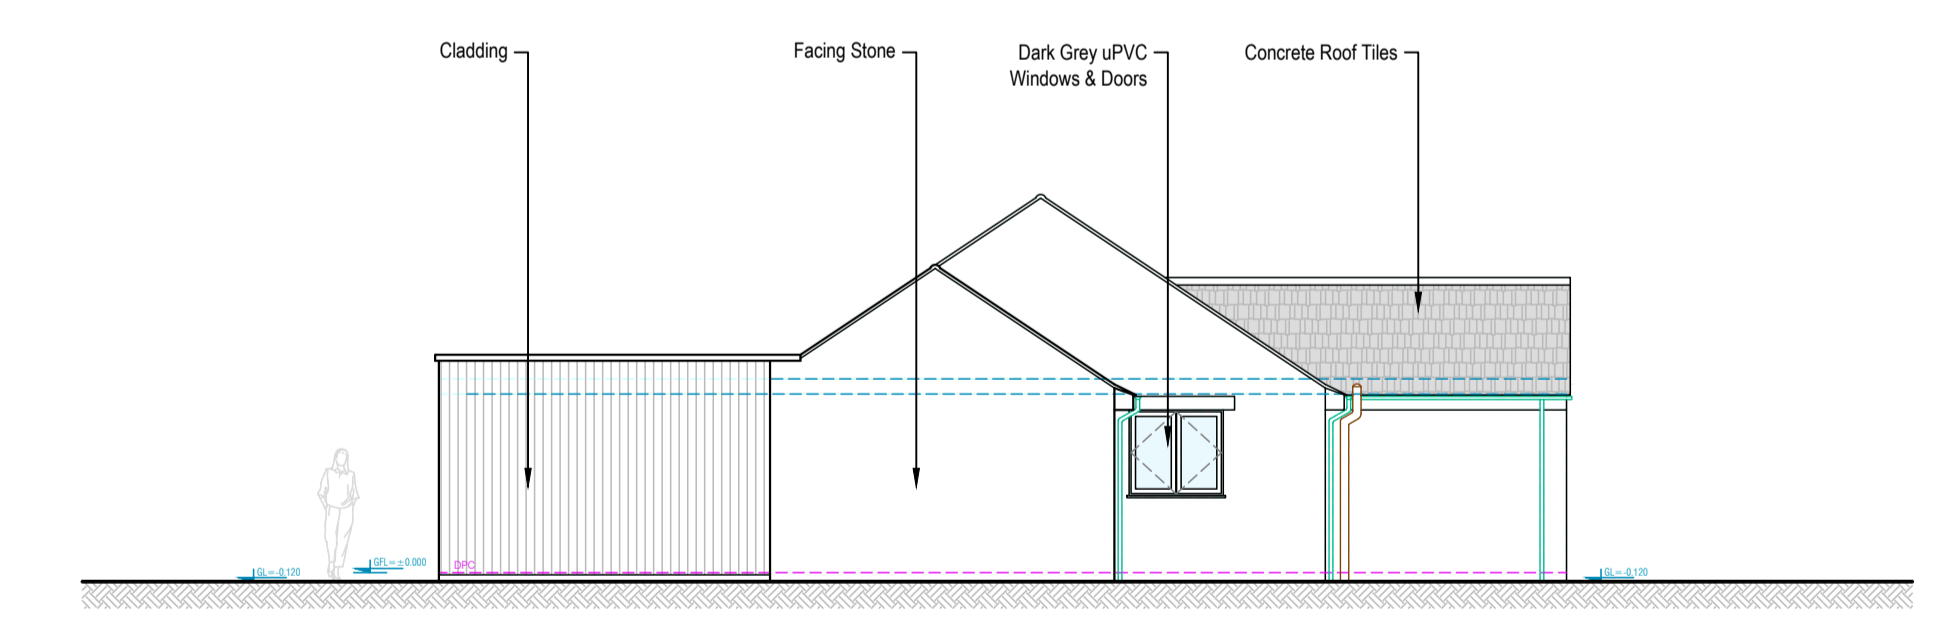 Cladding
Facing Stone
Dark Grey uPVC
Windows & Doors
Concrete Roof Tiles
GL=-0.120
GFL=±0.000
DPC
GL=-0.120